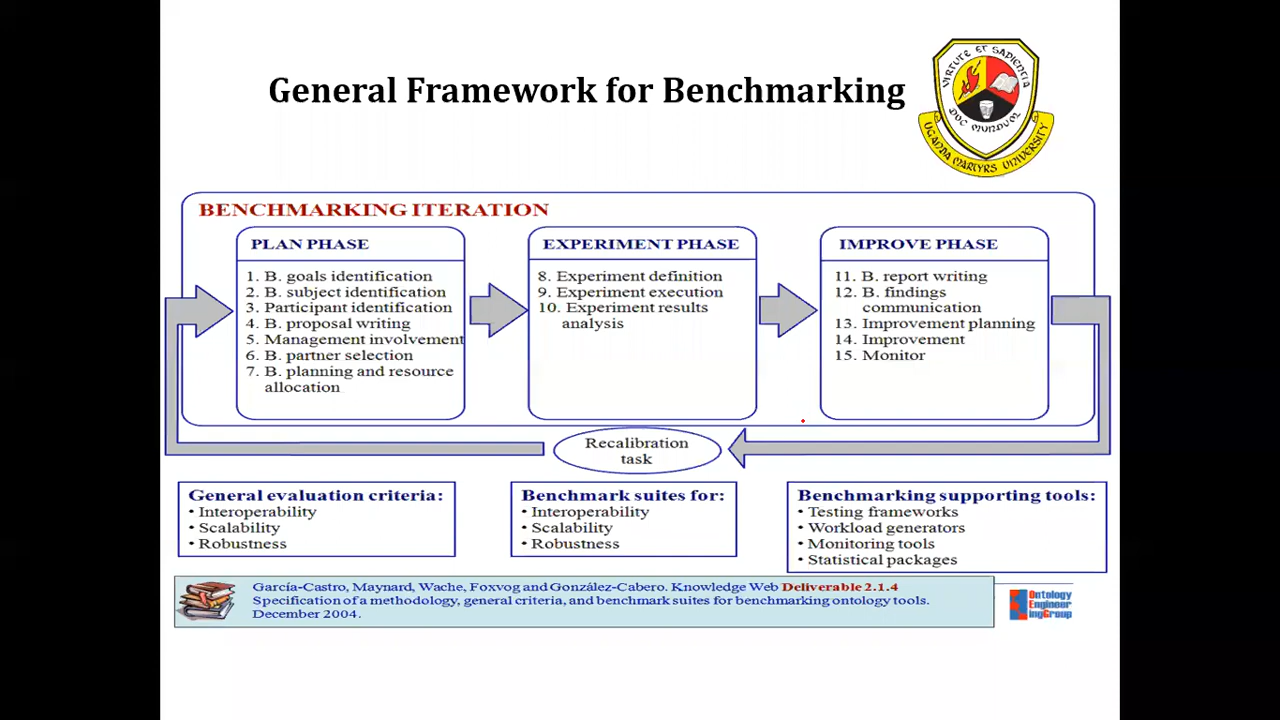 General Framework for Benchmarking
VIRTUTE ET SAPIENTIA
DUC MUNDUM
UGANDA MARTYRS UNIVERSITY
BENCHMARKING ITERATION
PLAN PHASE
1. B. goals identification
2. B. subject identification
3. Participant identification
4. B. proposal writing
5. Management involvement
6. B. partner selection
7. B. planning and resource
allocation
EXPERIMENT PHASE
8. Experiment definition
9. Experiment execution
10. Experiment results
analysis
IMPROVE PHASE
11. B. report writing
12. B. findings
communication
13. Improvement planning
14. Improvement
15. Monitor
Recalibration
task
General evaluation criteria:
• Interoperability
• Scalability
• Robustness
Benchmark suites for:
• Interoperability
• Scalability
• Robustness
Benchmarking supporting tools:
• Testing frameworks
• Workload generators
• Monitoring tools
• Statistical packages
García-Castro, Maynard, Wache, Foxvog and González-Cabero. Knowledge Web Deliverable 2.1.4
Specification of a methodology, general criteria, and benchmark suites for benchmarking ontology tools.
December 2004.
Ontology
Engineer
ingGroup